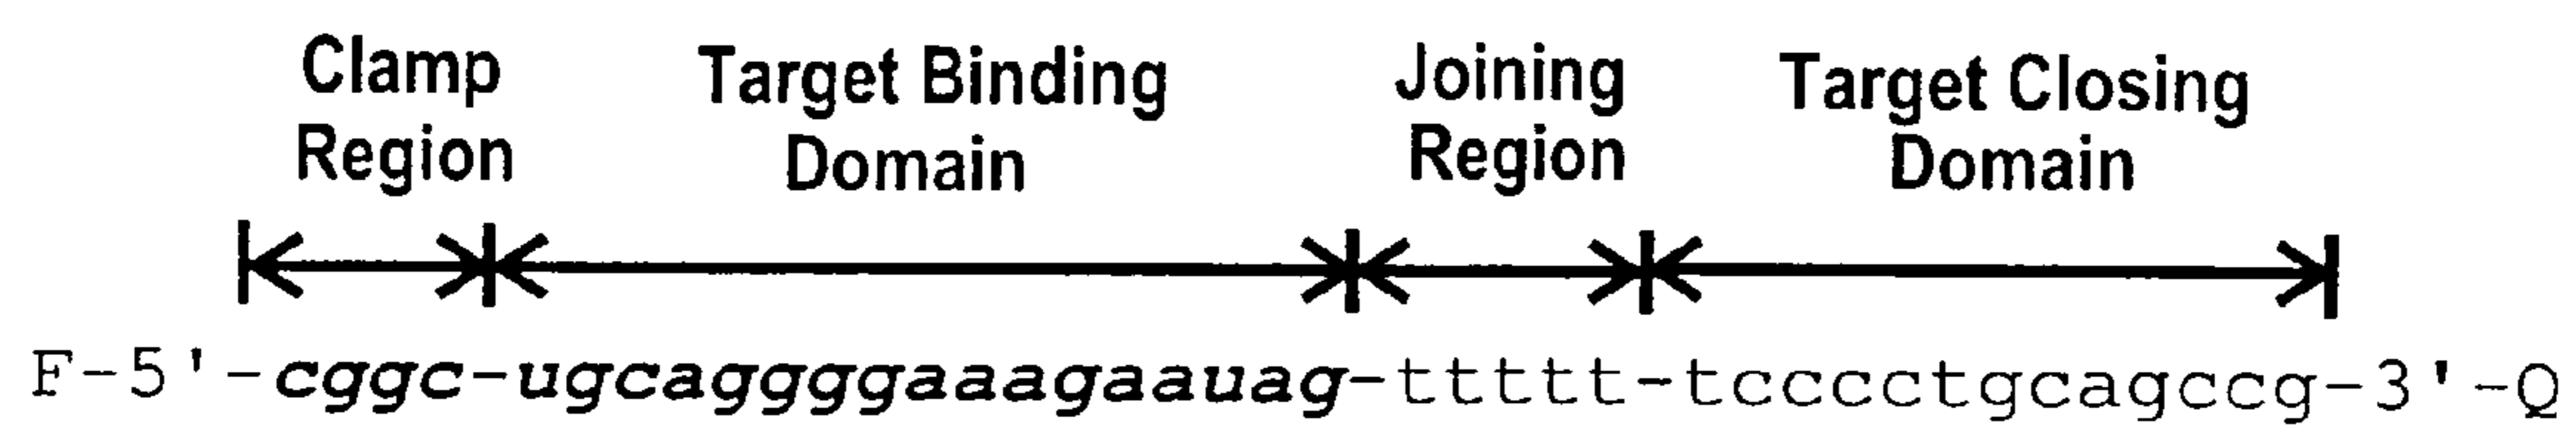 Clamp Region
Target Binding Domain
Joining Region
Target Closing Domain
F-5'-cggc-ugcaggggaaagaauag-ttttt-tcccctgcagccg-3'-Q